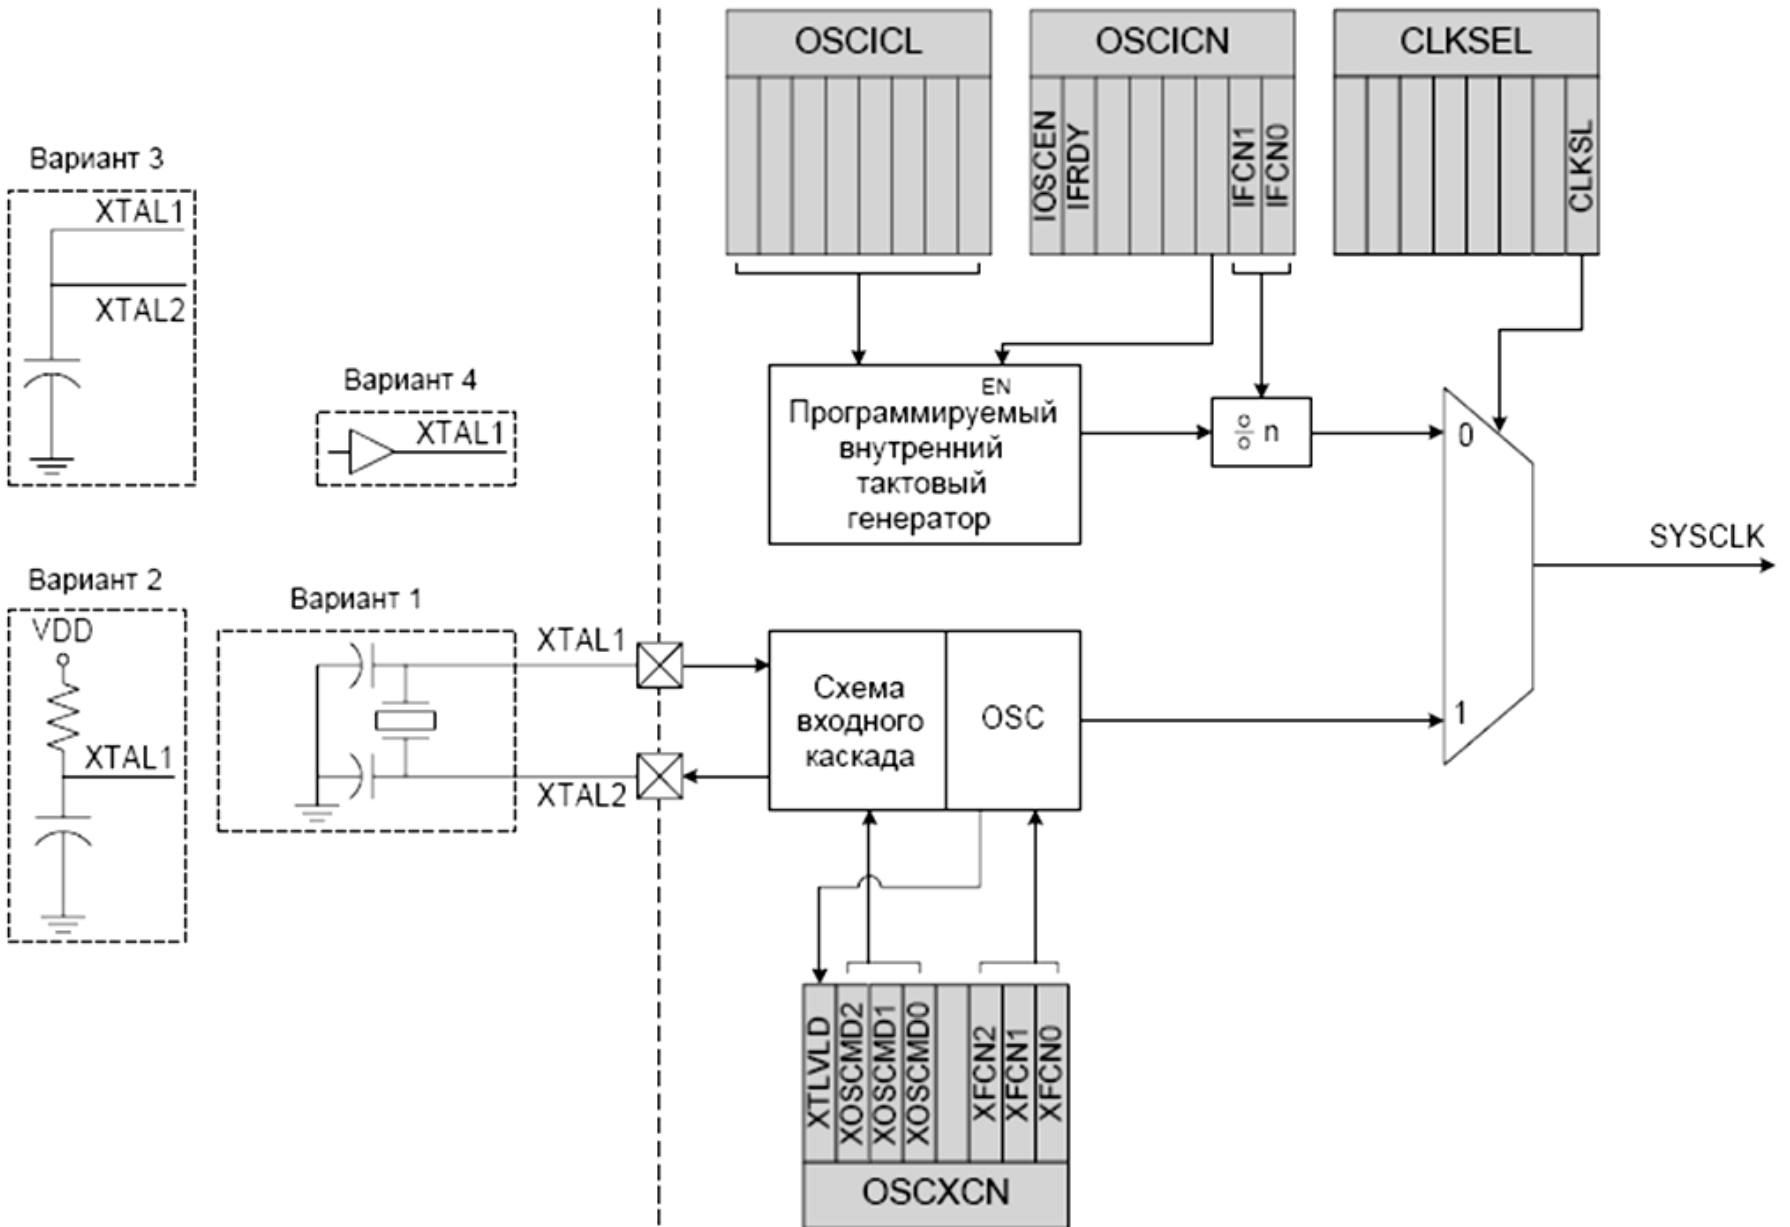 OSCICL
OSCICN
CLKSEL
IOSCEN
IFRDY
IFCN1
IFCN0
CLKSL
Вариант 3
XTAL1
XTAL2
Вариант 4
XTAL1
EN
Программируемый
внутренний
тактовый
генератор
n
0
SYSCLK
Вариант 2
VDD
XTAL1
Вариант 1
XTAL1
XTAL2
Схема
входного
каскада
OSC
1
XTLVLD
XOSCMD2
XOSCMD1
XOSCMD0
XFCN2
XFCN1
XFCN0
OSCXCN